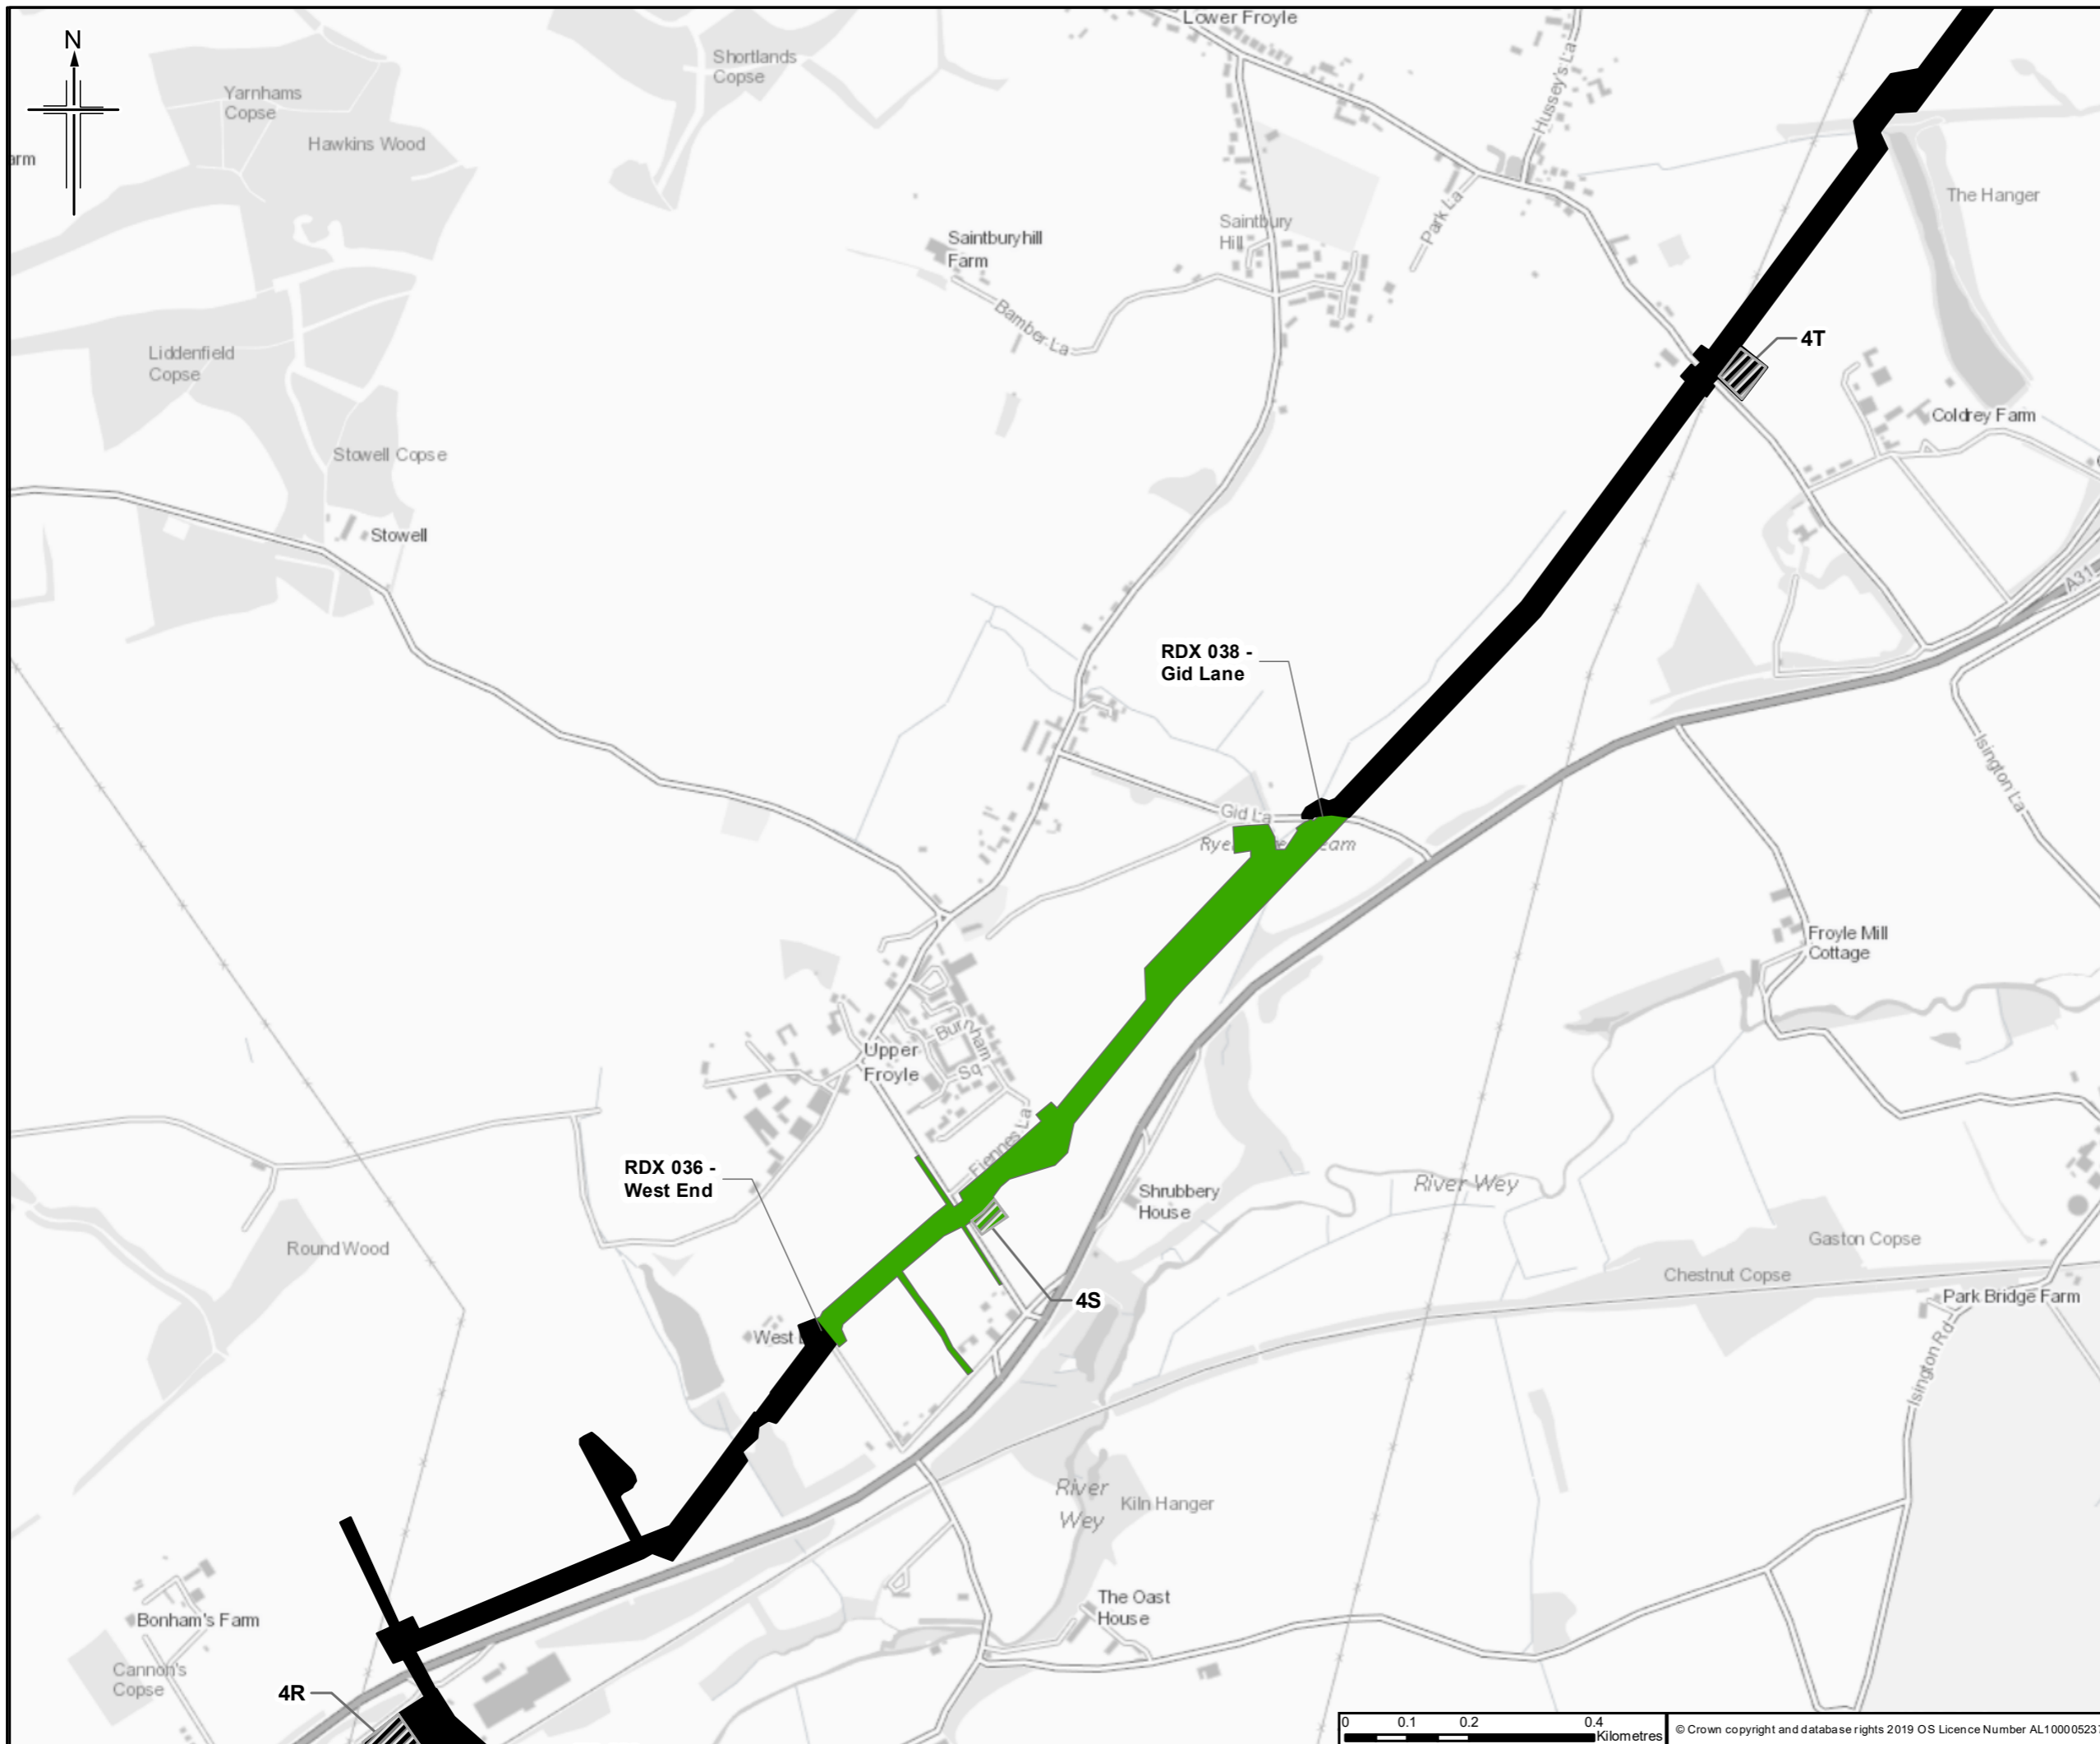 N
Lower Froyle
Shortlands
Copse
Hussey's La
Yarnhams
Copse
Hawkins Wood
arm
The Hanger
Park La
Saintbury
Hill
Saintburyhill
Farm
Bamber La
4T
Liddenfield
Copse
Coldrey Farm
Stowell Copse
Stowell
A31
RDX 038 -
Gid Lane
Isington La
Gid La
Rye
eam
Froyle Mill
Cottage
Burnham
Sq
Upper
Froyle
Fiennes La
RDX 036 -
West End
River Wey
Shrubbery
House
Gaston Copse
Round Wood
Chestnut Copse
Park Bridge Farm
4S
West
Isington Rd
River
Wey
Kiln Hanger
The Oast
House
Bonham's Farm
Cannon's
Copse
4R
0 0.1 0.2 0.4
Kilometres
© Crown copyright and database rights 2019 OS Licence Number AL10000523